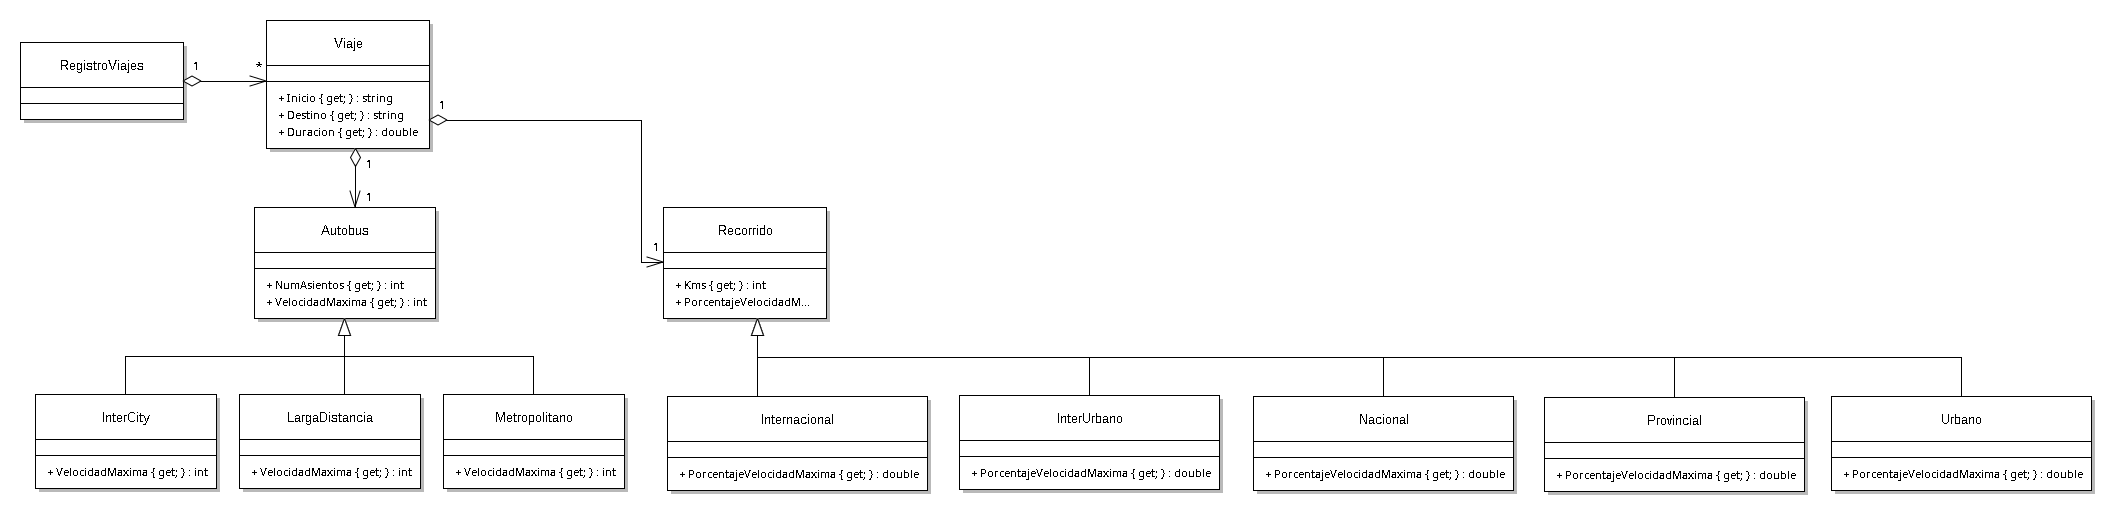 RegistroViajes
1
*
Viaje
+ Inicio { get; } : string
+ Destino { get; } : string
+ Duracion { get; } : double
1
1
1
1
Autobus
+ NumAsientos { get; } : int
+ VelocidadMaxima { get; } : int
Recorrido
+ Kms { get; } : int
+ PorcentajeVelocidadM...
InterCity
+ VelocidadMaxima { get; } : int
LargaDistancia
+ VelocidadMaxima { get; } : int
Metropolitano
+ VelocidadMaxima { get; } : int
Internacional
+ PorcentajeVelocidadMaxima { get; } : double
InterUrbano
+ PorcentajeVelocidadMaxima { get; } : double
Nacional
+ PorcentajeVelocidadMaxima { get; } : double
Provincial
+ PorcentajeVelocidadMaxima { get; } : double
Urbano
+ PorcentajeVelocidadMaxima { get; } : double